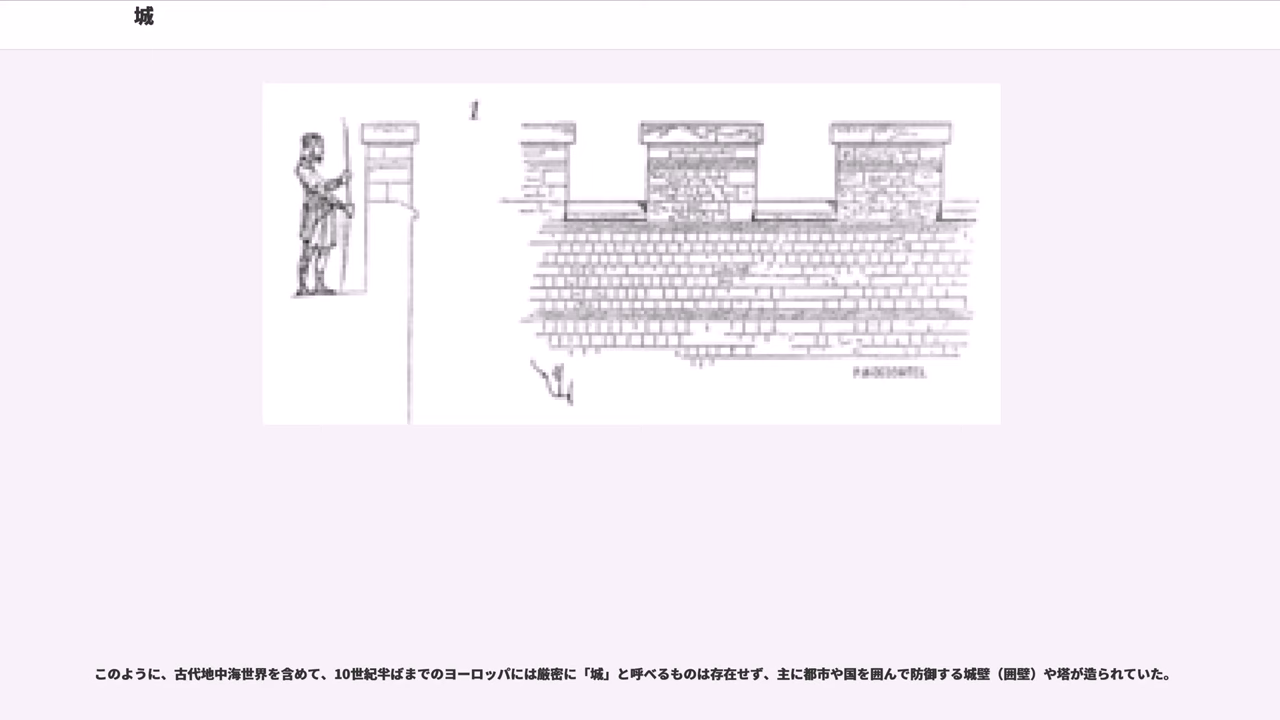 城
1
このように、古代地中海世界を含めて、10世紀半ばまでのヨーロッパには厳密に「城」と呼べるものは存在せず、主に都市や国を囲んで防御する城壁（囲壁）や塔が造られていた。